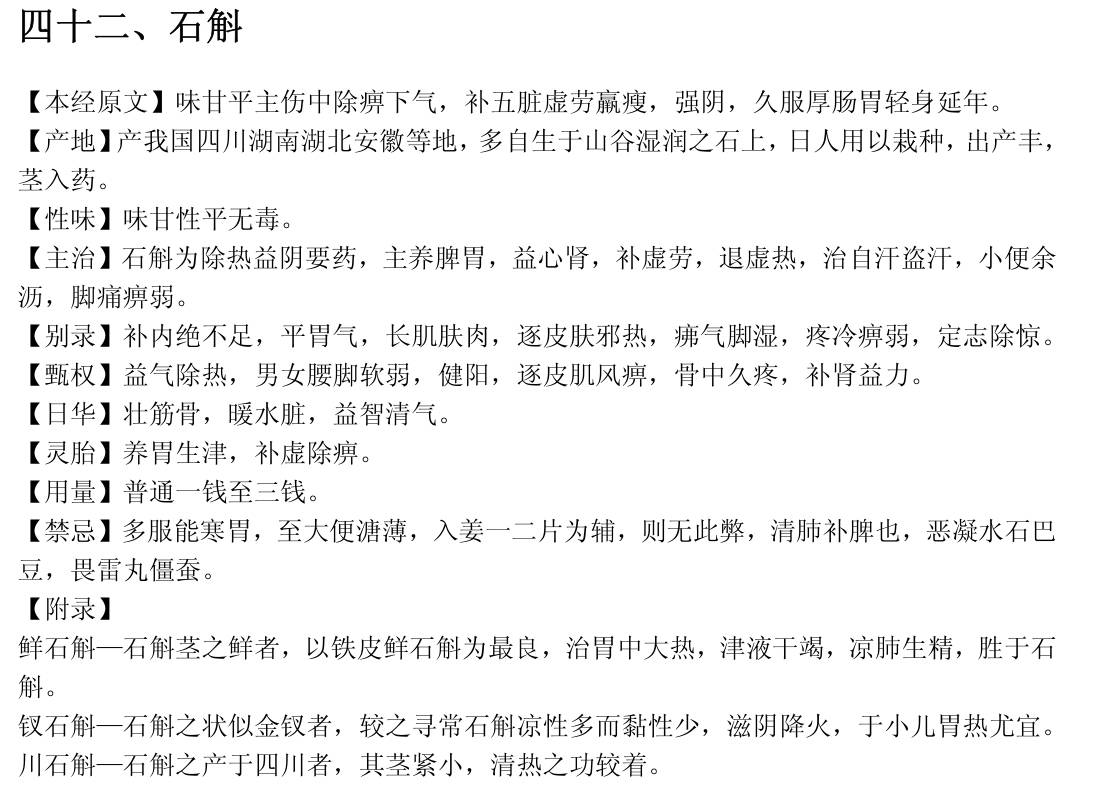 四十二、石斛
【本经原文】味甘平主伤中除痹下气，补五脏虚劳羸瘦，强阴，久服厚肠胃轻身延年。
【产地】产我国四川湖南湖北安徽等地，多自生于山谷湿润之石上，日人用以栽种，出产丰，
茎入药。
【性味】味甘性平无毒。
【主治】石斛为除热益阴要药，主养脾胃，益心肾，补虚劳，退虚热，治自汗盗汗，小便余
沥，脚痛痹弱。
【别录】补内绝不足，平胃气，长肌肤肉，逐皮肤邪热，疿气脚湿，疼冷痹弱，定志除惊。
【甄权】益气除热，男女腰脚软弱，健阳，逐皮肌风痹，骨中久疼，补肾益力。
【日华】壮筋骨，暖水脏，益智清气。
【灵胎】养胃生津，补虚除痹。
【用量】普通一钱至三钱。
【禁忌】多服能寒胃，至大便溏薄，入姜一二片为辅，则无此弊，清肺补脾也，恶凝水石巴
豆，畏雷丸僵蚕。
【附录】
鲜石斛—石斛茎之鲜者，以铁皮鲜石斛为最良，治胃中大热，津液干竭，凉肺生精，胜于石
斛。
钗石斛—石斛之状似金钗者，较之寻常石斛凉性多而黏性少，滋阴降火，于小儿胃热尤宜。
川石斛—石斛之产于四川者，其茎紧小，清热之功较着。